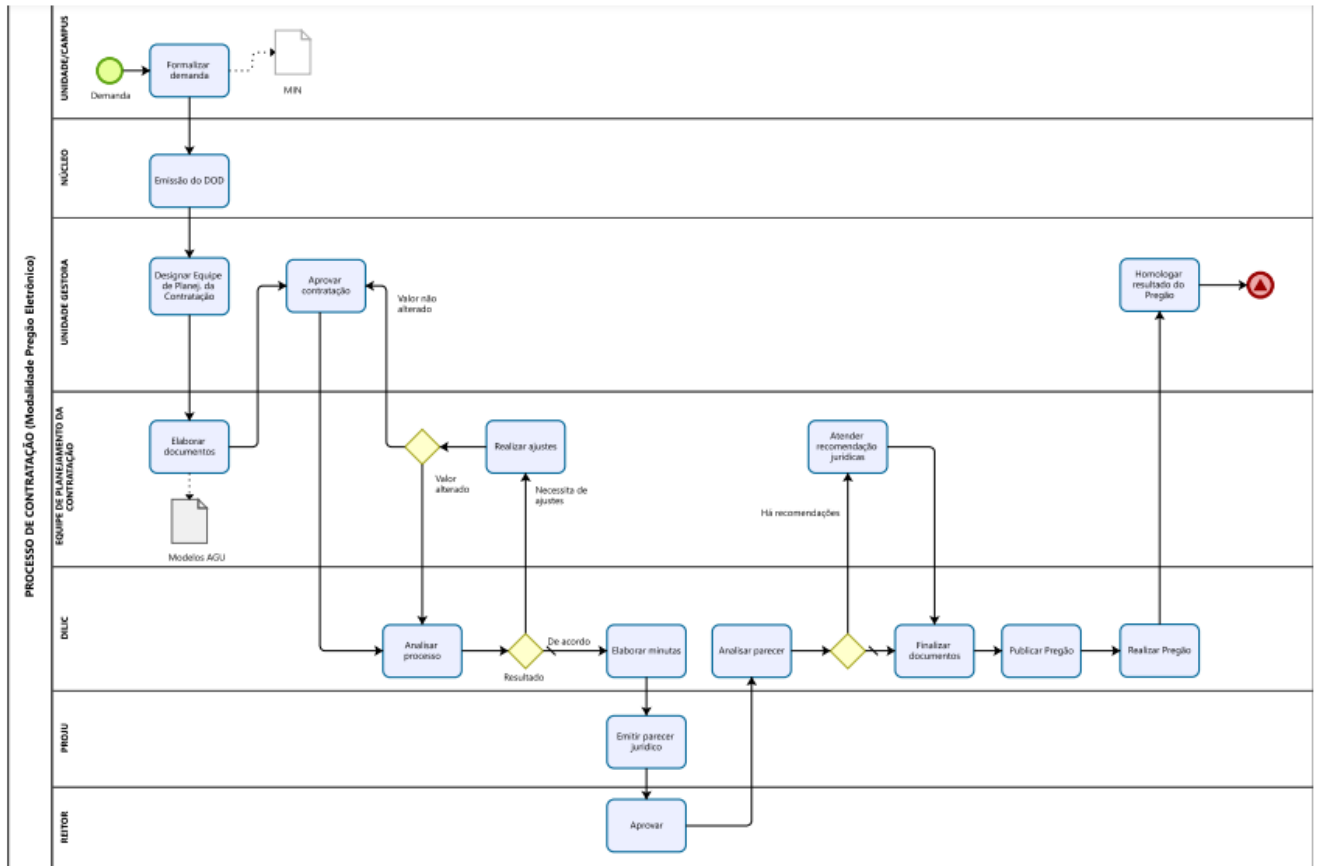 PROCESSO DE CONTRATAÇÃO (Modalidade Pregão Eletrônico)
UNIDADE/CAMPUS
Demanda
Formalizar
demanda
MIN
NÚCLEO
Emissão do DOD
UNIDADE GESTORA
Designar Equipe
de Planej. da
Contratação
Aprovar
contratação
Valor não
alterado
Homologar
resultado do
Pregão
EQUIPE DE PLANEJAMENTO DA
CONTRATAÇÃO
Elaborar
documentos
Modelos AGU
Valor
alterado
Realizar ajustes
Necessita de
ajustes
Atender
recomendação
jurídicas
Há recomendações
DILIC
Analisar
processo
Resultado
De acordo
Elaborar minutas
Analisar parecer
Finalizar
documentos
Publicar Pregão
Realizar Pregão
PROJU
Emitir parecer
jurídico
REITOR
Aprovar